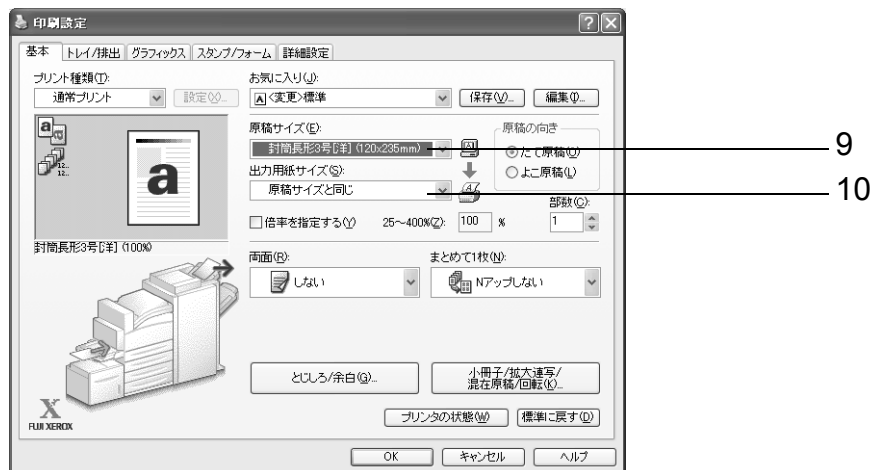 印刷設定
基本 トレイ/排出 グラフィックス スタンプ/フォーム 詳細設定
プリント種類(T):
通常プリント 設定(X)...
お気に入り(J):
A <変更>標準 保存(V)... 編集(I)...
原稿サイズ(E):
封筒長形3号[洋] (120x235mm)
9
原稿の向き
たて原稿(U)
よこ原稿(L)
出力用紙サイズ(S):
原稿サイズと同じ
10
部数(C):
1
倍率を指定する(Y) 25～400%(Z): 100 %
a
12..
12..
a
封筒長形3号[洋] (100%)
両面(R):
しない
まとめて1枚(N):
Nアップしない
とじしろ/余白(G)...
小冊子/拡大連写/
混在原稿/回転(K)...
X
FUJI XEROX
プリンタの状態(W) 標準に戻す(D)
OK キャンセル ヘルプ